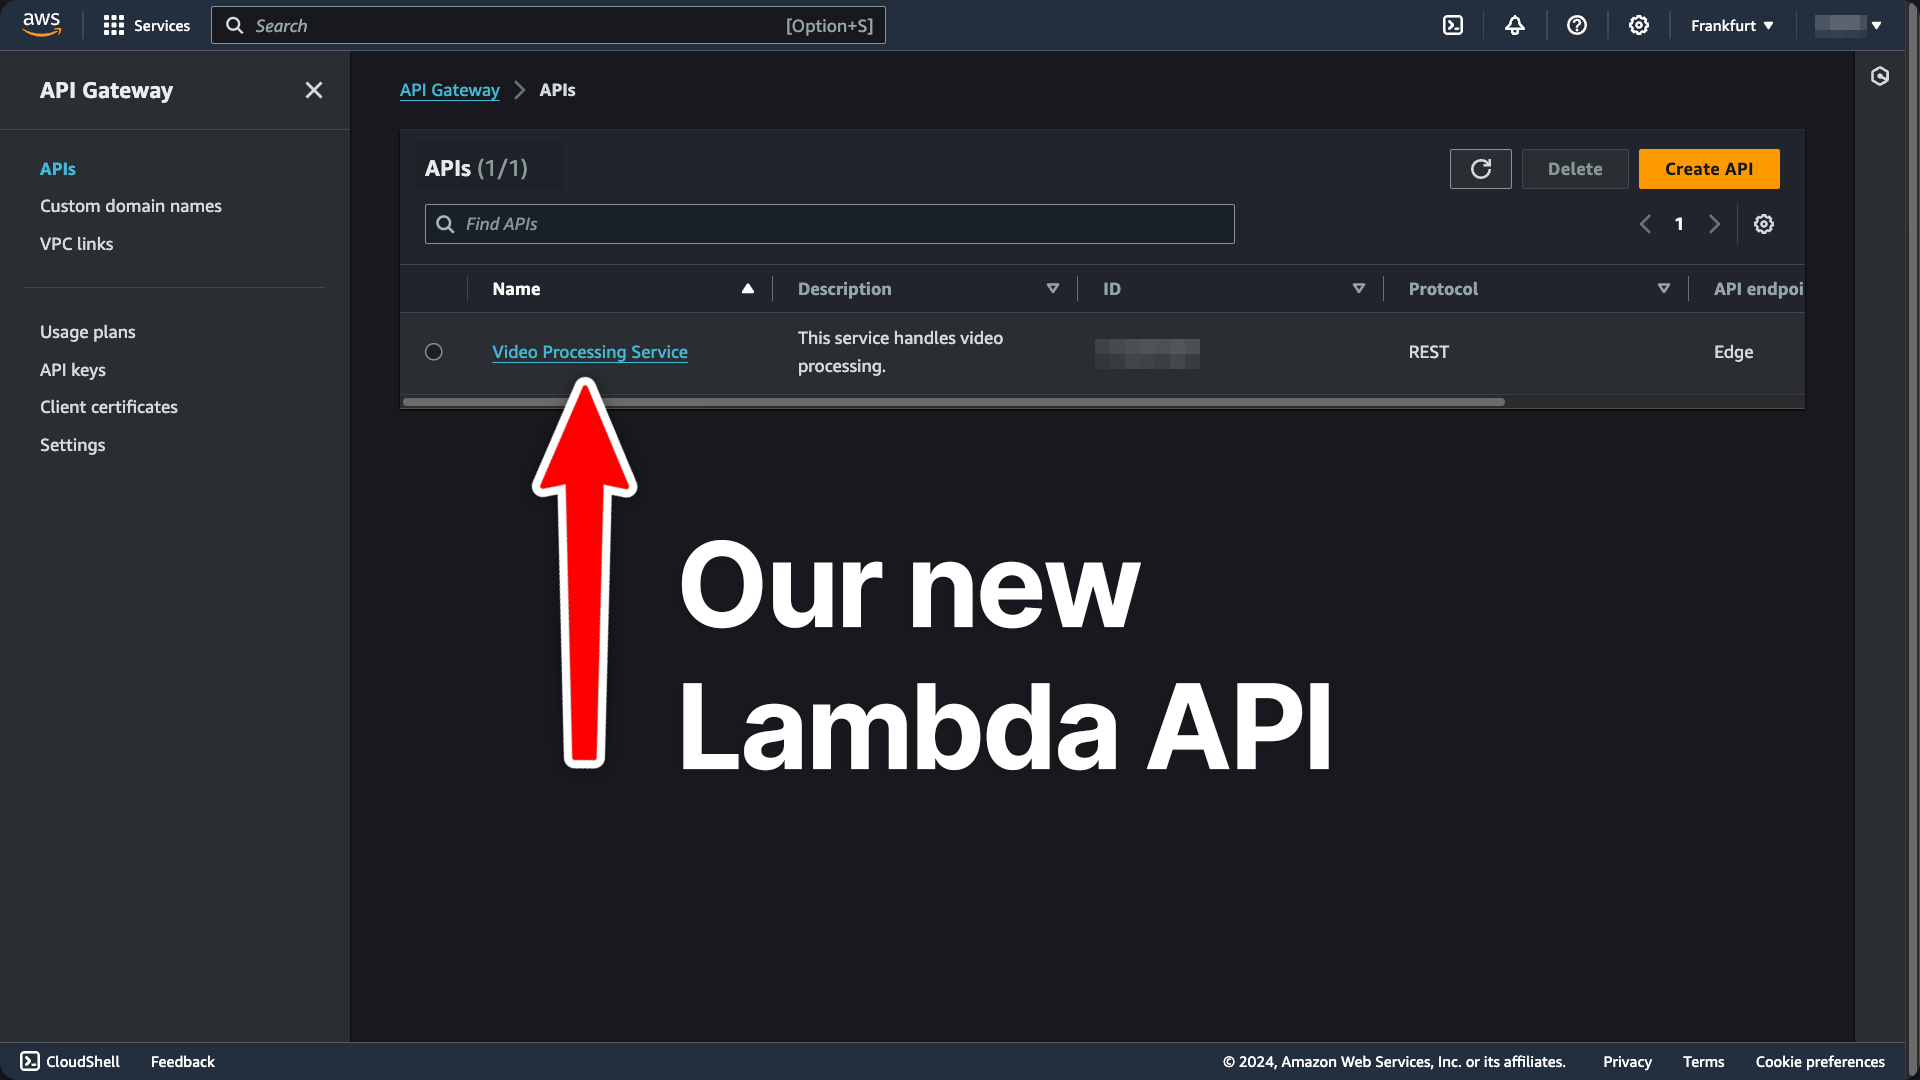 aws
Services
Search
[Option+S]
Frankfurt
API Gateway
APIs
Custom domain names
VPC links
Usage plans
API keys
Client certificates
Settings
API Gateway
APIs
APIs (1/1)
Delete
Create API
Find APIs
1
Name
Description
ID
Protocol
API endpoi
Video Processing Service
This service handles video
processing.
REST
Edge
Our new
Lambda API
CloudShell
Feedback
© 2024, Amazon Web Services, Inc. or its affiliates.
Privacy
Terms
Cookie preferences